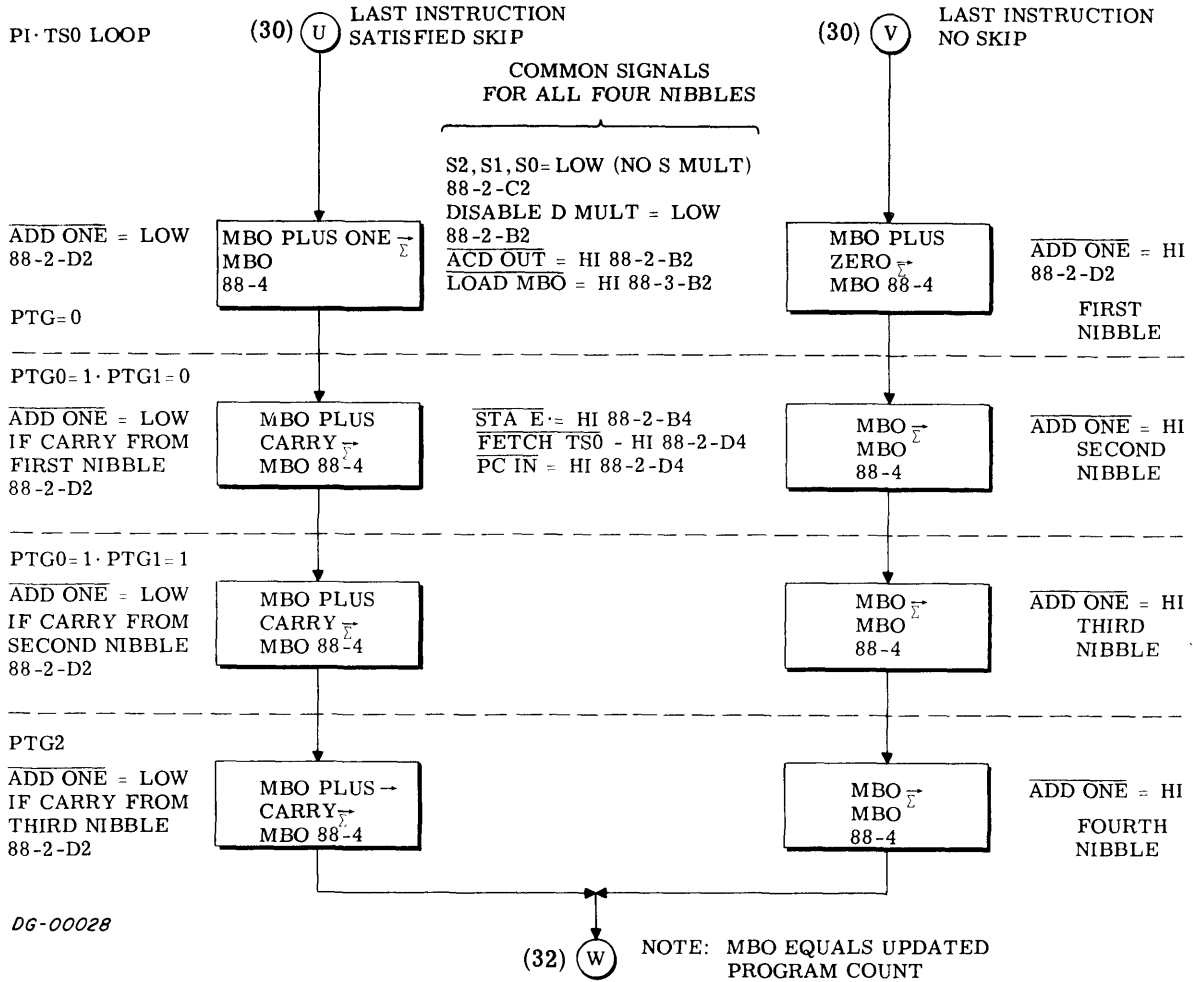 PI·TS0 LOOP
(30) U LAST INSTRUCTION
SATISFIED SKIP
(30) V LAST INSTRUCTION
NO SKIP
COMMON SIGNALS
FOR ALL FOUR NIBBLES
S2, S1, S0= LOW (NO S MULT)
88-2-C2
DISABLE D MULT = LOW
88-2-B2
ACD OUT = HI 88-2-B2
LOAD MBO = HI 88-3-B2
ADD ONE = LOW
88-2-D2
PTG=0
MBO PLUS ONE →Σ
MBO
88-4
MBO PLUS
ZERO →Σ
MBO 88-4
ADD ONE = HI
88-2-D2
FIRST
NIBBLE
PTG0=1·PTG1=0
ADD ONE = LOW
IF CARRY FROM
FIRST NIBBLE
88-2-D2
MBO PLUS
CARRY →Σ
MBO 88-4
STA E·= HI 88-2-B4
FETCH TS0 - HI 88-2-D4
PC IN = HI 88-2-D4
MBO →Σ
MBO
88-4
ADD ONE = HI
SECOND
NIBBLE
PTG0=1·PTG1=1
ADD ONE = LOW
IF CARRY FROM
SECOND NIBBLE
88-2-D2
MBO PLUS
CARRY →Σ
MBO 88-4
MBO →Σ
MBO
88-4
ADD ONE = HI
THIRD
NIBBLE
PTG2
ADD ONE = LOW
IF CARRY FROM
THIRD NIBBLE
88-2-D2
MBO PLUS→
CARRY →Σ
MBO 88-4
MBO →Σ
MBO
88-4
ADD ONE = HI
FOURTH
NIBBLE
DG-00028
(32) W NOTE: MBO EQUALS UPDATED
PROGRAM COUNT